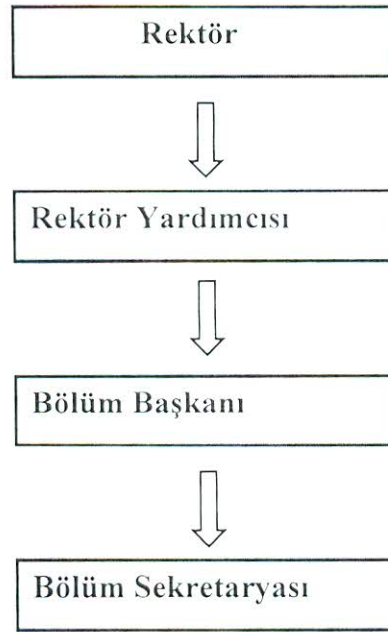 Rektör
Rektör Yardımcısı
Bölüm Başkanı
Bölüm Sekretaryası